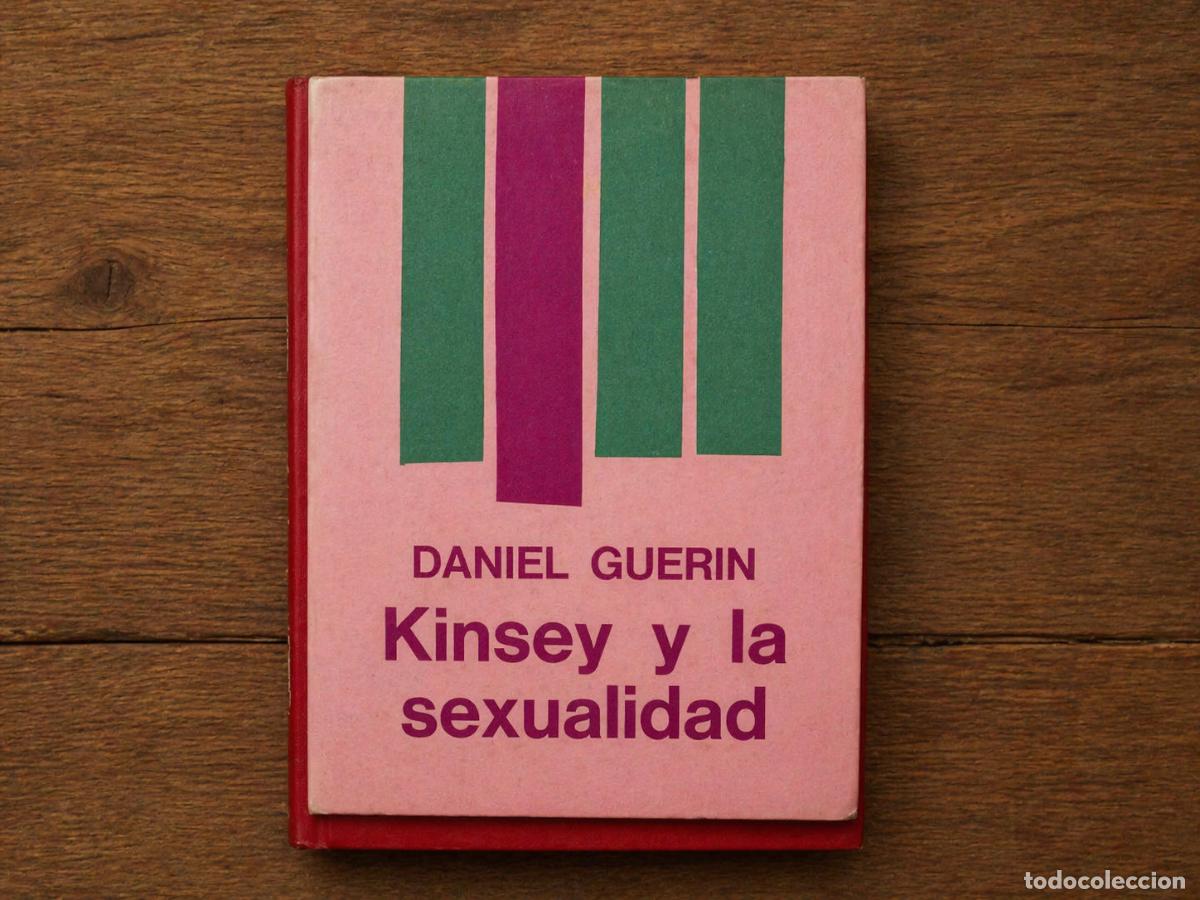 DANIEL GUERIN
Kinsey y la
sexualidad
todocoleccion